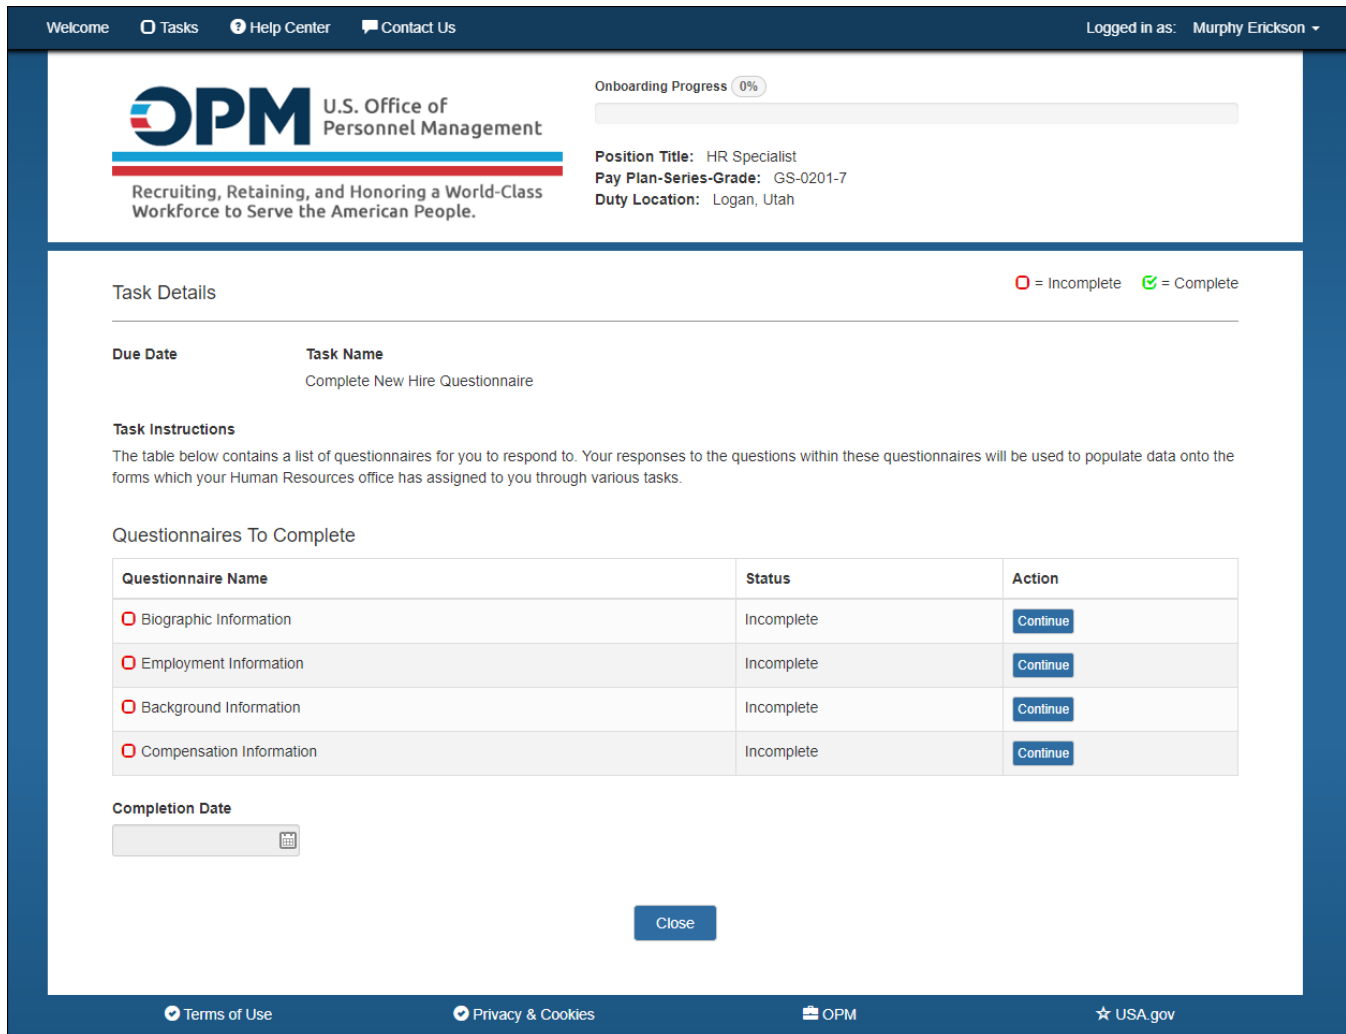 Welcome Tasks Help Center Contact Us Logged in as: Murphy Erickson
OPM U.S. Office of
Personnel Management
Recruiting, Retaining, and Honoring a World-Class
Workforce to Serve the American People.
Onboarding Progress 0%
Position Title: HR Specialist
Pay Plan-Series-Grade: GS-0201-7
Duty Location: Logan, Utah
Task Details
= Incomplete = Complete
Due Date Task Name
Complete New Hire Questionnaire
Task Instructions
The table below contains a list of questionnaires for you to respond to. Your responses to the questions within these questionnaires will be used to populate data onto the
forms which your Human Resources office has assigned to you through various tasks.
Questionnaires To Complete
Questionnaire Name Status Action
Biographic Information Incomplete Continue
Employment Information Incomplete Continue
Background Information Incomplete Continue
Compensation Information Incomplete Continue
Completion Date
Close
Terms of Use Privacy & Cookies OPM USA.gov